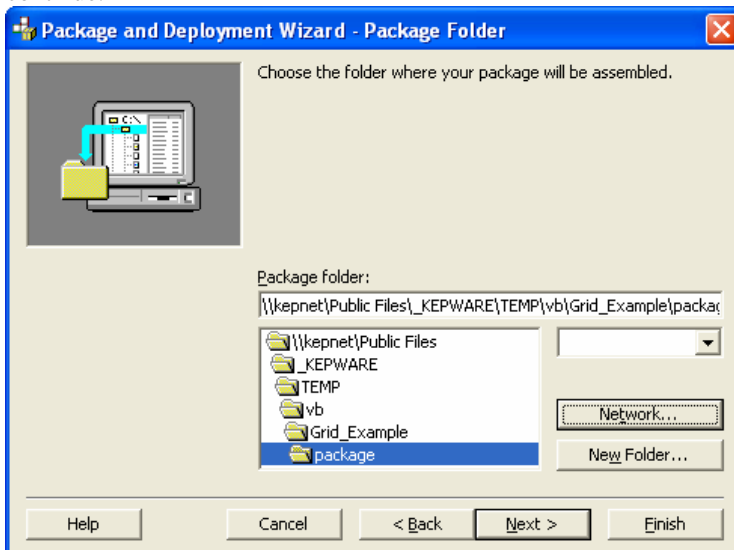 Package and Deployment Wizard - Package Folder
Choose the folder where your package will be assembled.
C:\
Package folder:
\\kepnet\Public Files\_KEPWARE\TEMP\vb\Grid_Example\packag
\\kepnet\Public Files
_KEPWARE
TEMP
vb
Network...
Grid_Example
package
New Folder...
Help
Cancel
< Back
Next >
Finish